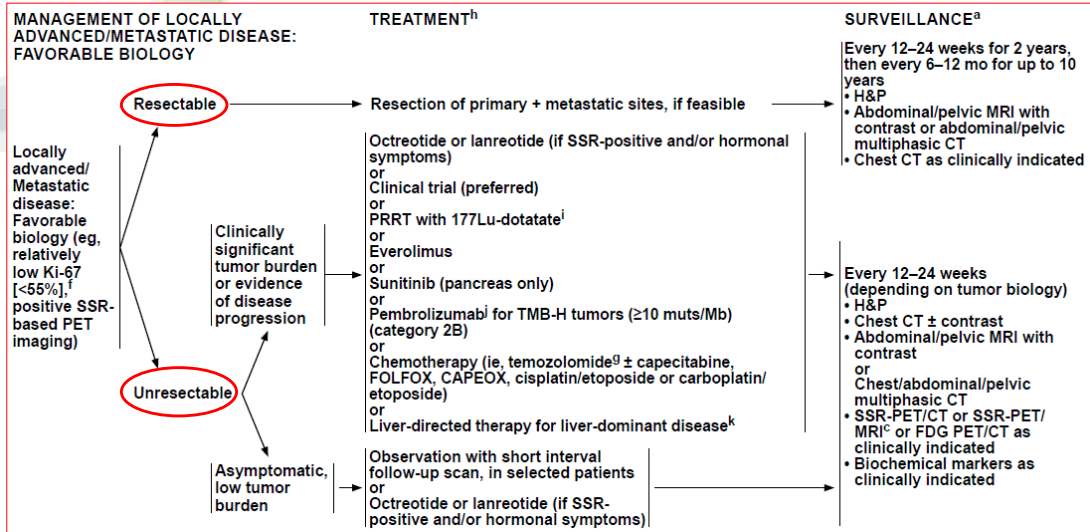 MANAGEMENT OF LOCALLY
ADVANCED/METASTATIC DISEASE:
FAVORABLE BIOLOGY
TREATMENTh
SURVEILLANCEa
Resectable
Resection of primary + metastatic sites, if feasible
Every 12–24 weeks for 2 years,
then every 6–12 mo for up to 10
years
• H&P
• Abdominal/pelvic MRI with
contrast or abdominal/pelvic
multiphasic CT
• Chest CT as clinically indicated
Locally
advanced/
Metastatic
disease:
Favorable
biology (eg,
relatively
low Ki-67
[<55%],f
positive SSR-
based PET
imaging)
Unresectable
Clinically
significant
tumor burden
or evidence
of disease
progression
Octreotide or lanreotide (if SSR-positive and/or hormonal
symptoms)
or
Clinical trial (preferred)
or
PRRT with 177Lu-dotatatei
or
Everolimus
or
Sunitinib (pancreas only)
or
Pembrolizumabj for TMB-H tumors (≥10 muts/Mb)
(category 2B)
or
Chemotherapy (ie, temozolomideg ± capecitabine,
FOLFOX, CAPEOX, cisplatin/etoposide or carboplatin/
etoposide)
or
Liver-directed therapy for liver-dominant diseasek
Asymptomatic,
low tumor
burden
Observation with short interval
follow-up scan, in selected patients
or
Octreotide or lanreotide (if SSR-
positive and/or hormonal symptoms)
Every 12–24 weeks
(depending on tumor biology)
• H&P
• Chest CT ± contrast
• Abdominal/pelvic MRI with
contrast
or
Chest/abdominal/pelvic
multiphasic CT
• SSR-PET/CT or SSR-PET/
MRIc or FDG PET/CT as
clinically indicated
• Biochemical markers as
clinically indicated